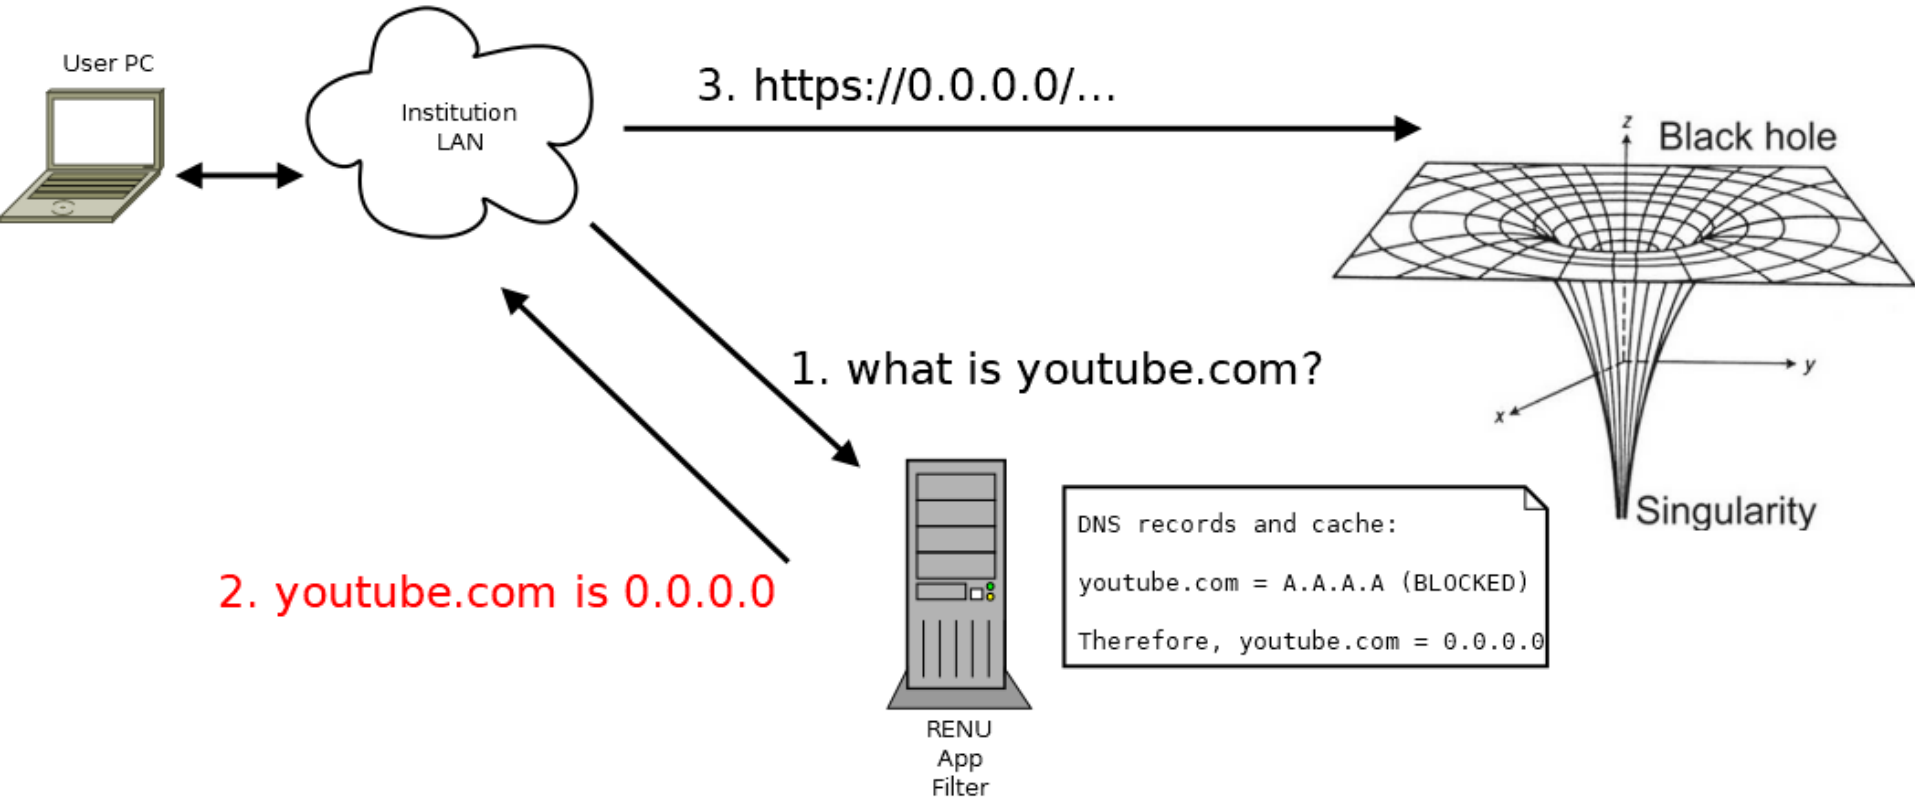 User PC
Institution
LAN
3. https://0.0.0.0/...
z
Black hole
y
x
Singularity
1. what is youtube.com?
2. youtube.com is 0.0.0.0
DNS records and cache:
youtube.com = A.A.A.A (BLOCKED)
Therefore, youtube.com = 0.0.0.0
RENU
App
Filter